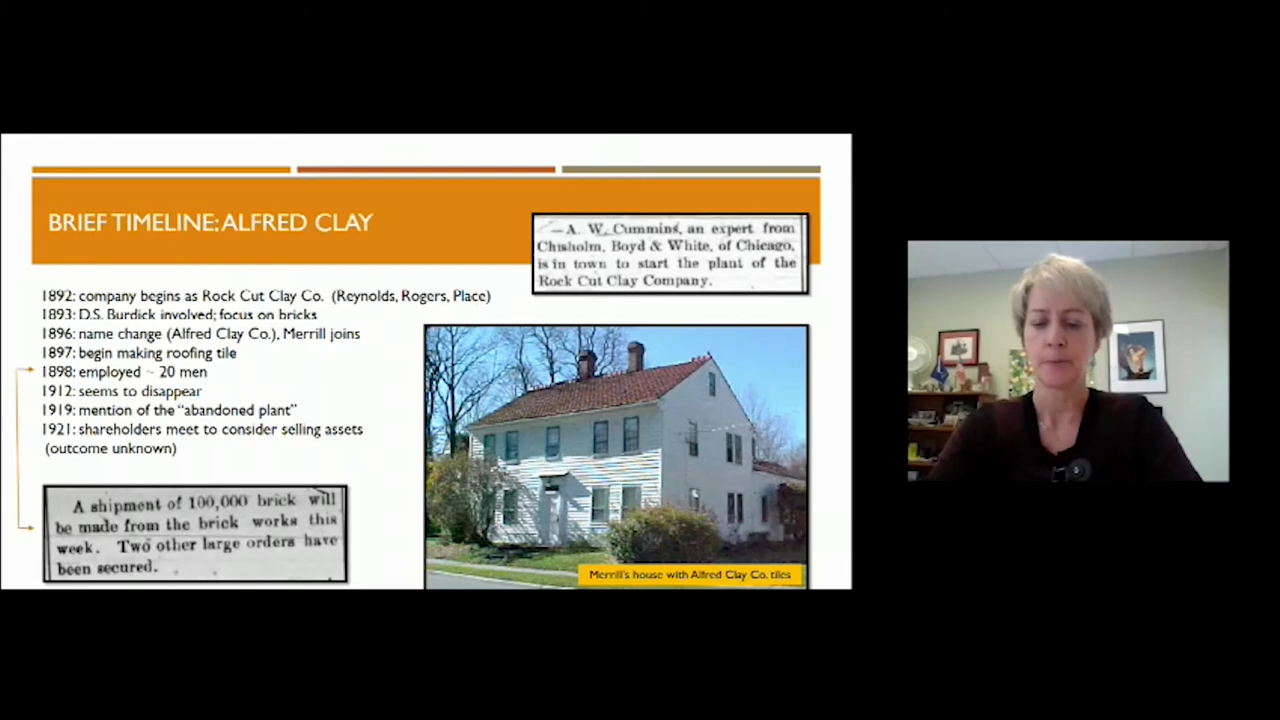 BRIEF TIMELINE: ALFRED CLAY
—A. W. Cummins, an expert from
Chisholm, Boyd & White, of Chicago,
is in town to start the plant of the
Rock Cut Clay Company.
1892: company begins as Rock Cut Clay Co. (Reynolds, Rogers, Place)
1893: D.S. Burdick involved; focus on bricks
1896: name change (Alfred Clay Co.), Merrill joins
1897: begin making roofing tile
1898: employed ~ 20 men
1912: seems to disappear
1919: mention of the "abandoned plant"
1921: shareholders meet to consider selling assets
(outcome unknown)
A shipment of 100,000 brick will
be made from the brick works this
week. Two other large orders have
been secured.
Merrill's house with Alfred Clay Co. tiles